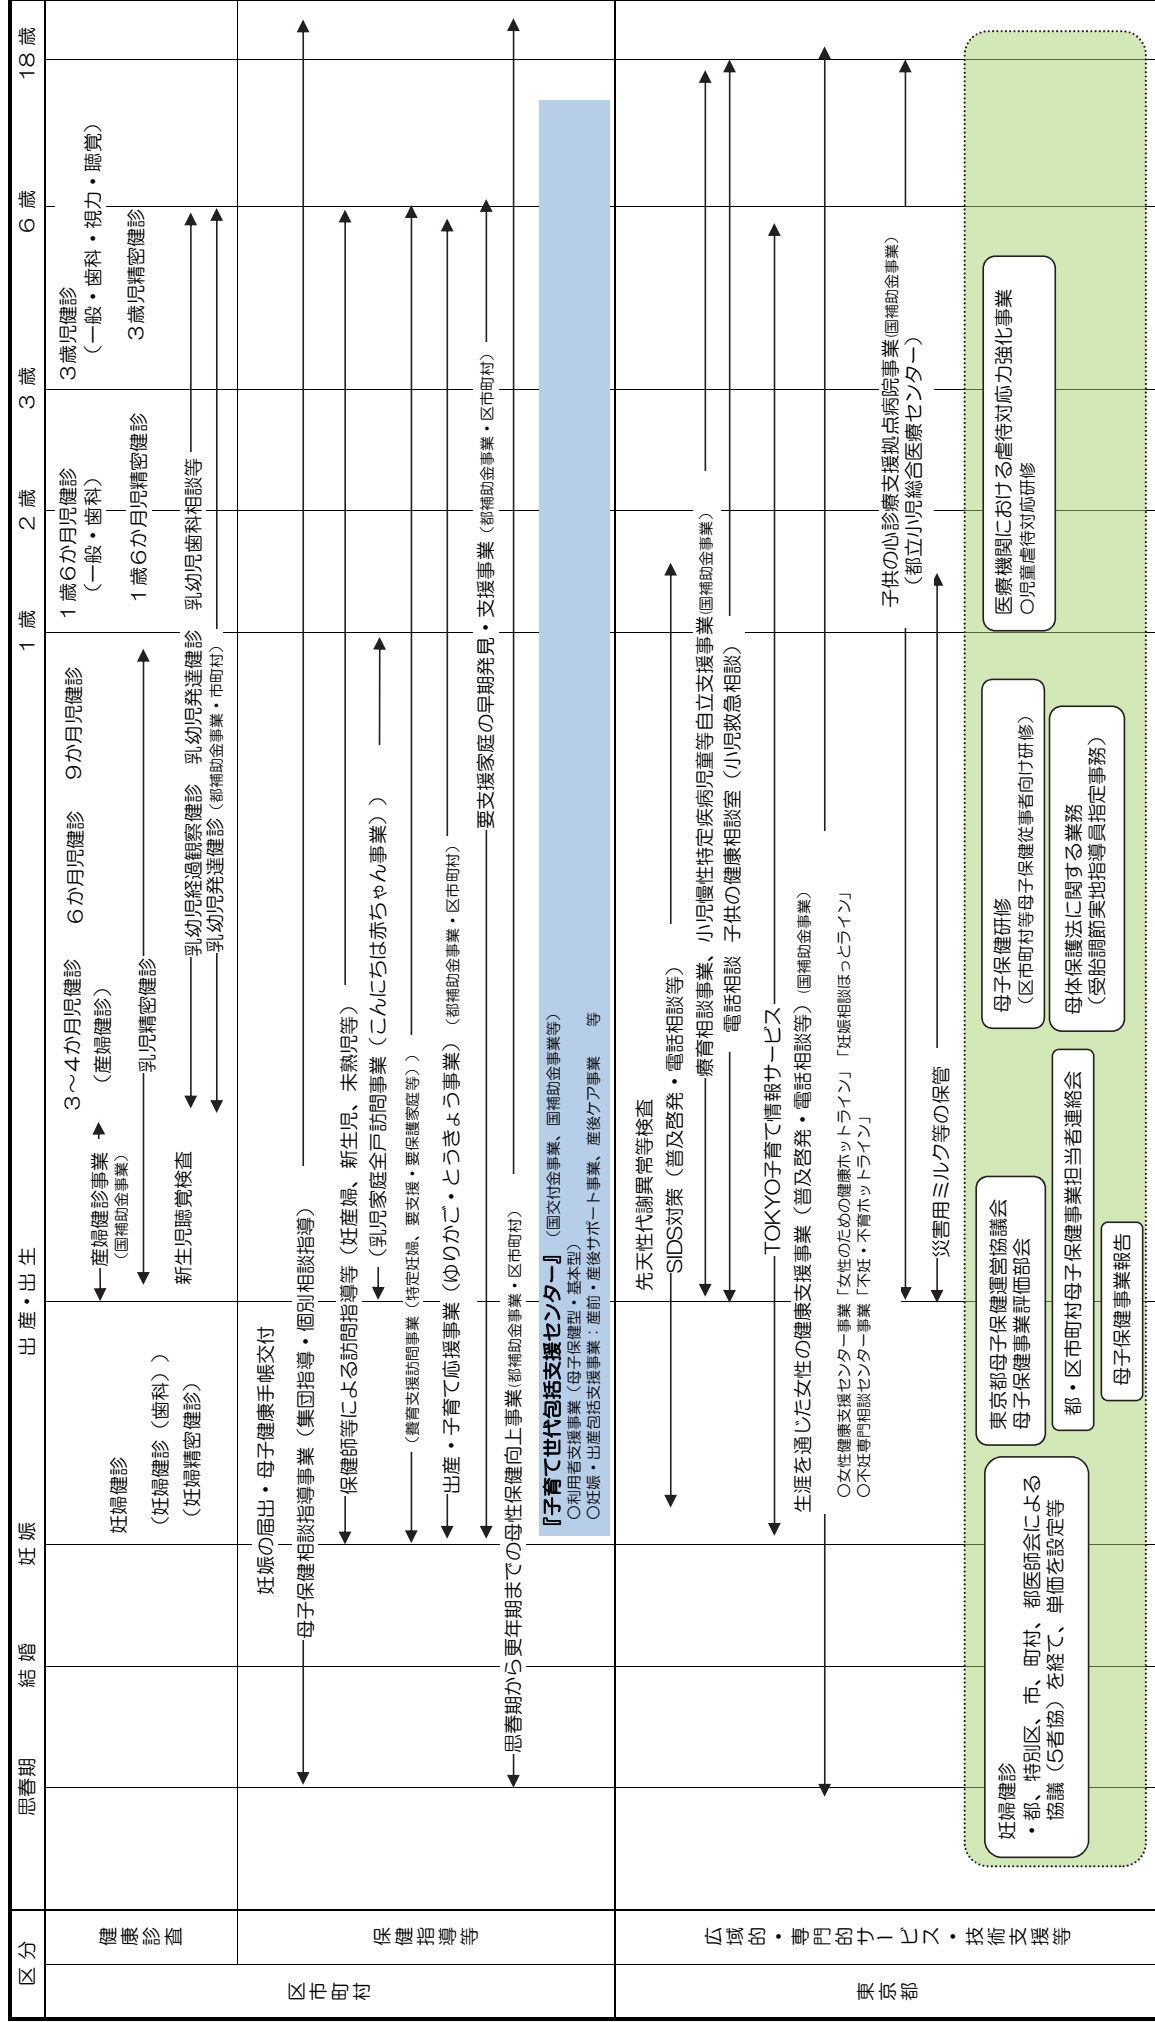 区分
思春期
結婚
妊娠
出産・出生
1歳
2歳
3歳
6歳
18歳
区市町村
健康診査
妊婦健診
(妊婦健診(歯科))
(妊婦精密健診)
産婦健診事業
(国補助金事業)
(産婦健診)
新生児聴覚検査
3～4か月児健診
6か月児健診
9か月児健診
乳児精密健診
1歳6か月児健診
(一般・歯科)
1歳6か月児精密健診
3歳児健診
(一般・歯科・視力・聴覚)
3歳児精密健診
乳幼児経過観察健診 乳幼児発達健診 乳幼児歯科相談等
乳幼児発達健診(都補助金事業・市町村)
保健指導等
妊娠の届出・母子健康手帳交付
母子保健相談指導事業(集団指導・個別相談指導)
保健師等による訪問指導等(妊産婦、新生児、未熟児等)
(乳児家庭全戸訪問事業(こんにちは赤ちゃん事業))
(養育支援訪問事業(特定妊婦、要支援・要保護家庭等))
出産・子育て応援事業(ゆりかご・とうきょう事業)(都補助金事業・区市町村)
要支援家庭の早期発見・支援事業(都補助金事業・区市町村)
思春期から更年期までの母性保健向上事業(都補助金事業・区市町村)
『子育て世代包括支援センター』(国交付金事業、国補助金事業等)
○利用者支援事業(母子保健型・基本型)
○妊娠・出産包括支援事業:産前・産後サポート事業、産後ケア事業 等
東京都
広域的・専門的サービス・技術支援等
先天性代謝異常等検査
SIDS対策(普及啓発・電話相談等)
療育相談事業、小児慢性特定疾病児童等自立支援事業(国補助金事業)
電話相談 子供の健康相談室(小児救急相談)
TOKYO子育て情報サービス
生涯を通じた女性の健康支援事業(普及啓発・電話相談等)(国補助金事業)
○女性健康支援センター事業「女性のための健康ホットライン」「妊娠相談ほっとライン」
○不妊専門相談センター事業「不妊・不育ホットライン」
子供の心診療支援拠点病院事業(国補助金事業)
(都立小児総合医療センター)
災害用ミルク等の保管
妊婦健診
・都、特別区、市、町村、都医師会による
協議(5者協)を経て、単価を設定等
東京都母子保健運営協議会
母子保健事業評価部会
都・区市町村母子保健事業担当者連絡会
母子保健事業報告
母子保健研修
(区市町村等母子保健従事者向け研修)
母体保護法に関する業務
(受胎調節実地指導員指定事務)
医療機関における虐待対応力強化事業
○児童虐待対応研修